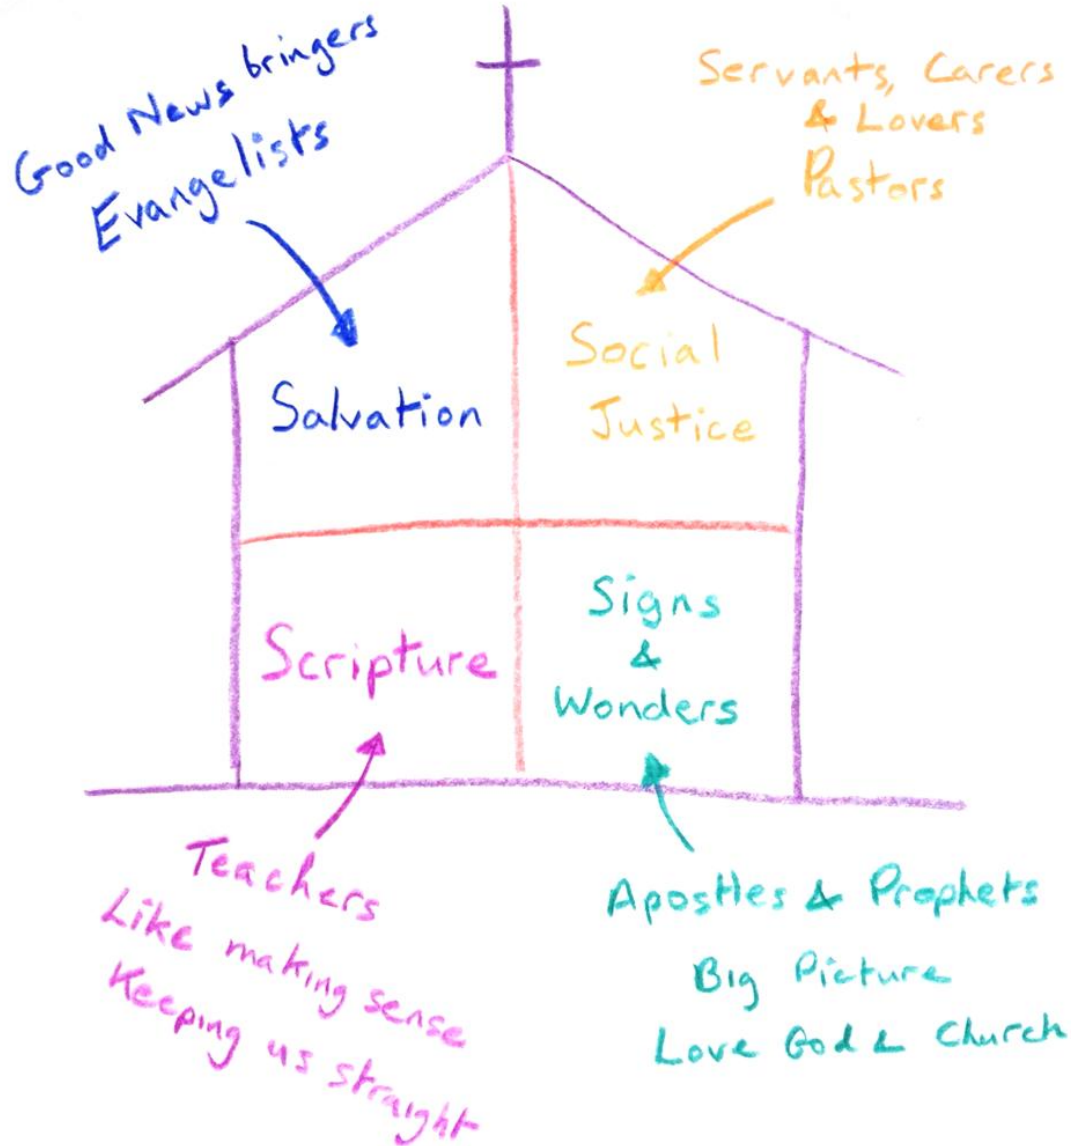 Good News bringers
Evangelists
Servants, Carers
& Lovers
Pastors
Salvation
Social
Justice
Scripture
Signs
&
Wonders
Teachers
Like making sense
Keeping us straight
Apostles & Prophets
Big Picture
Love God & Church